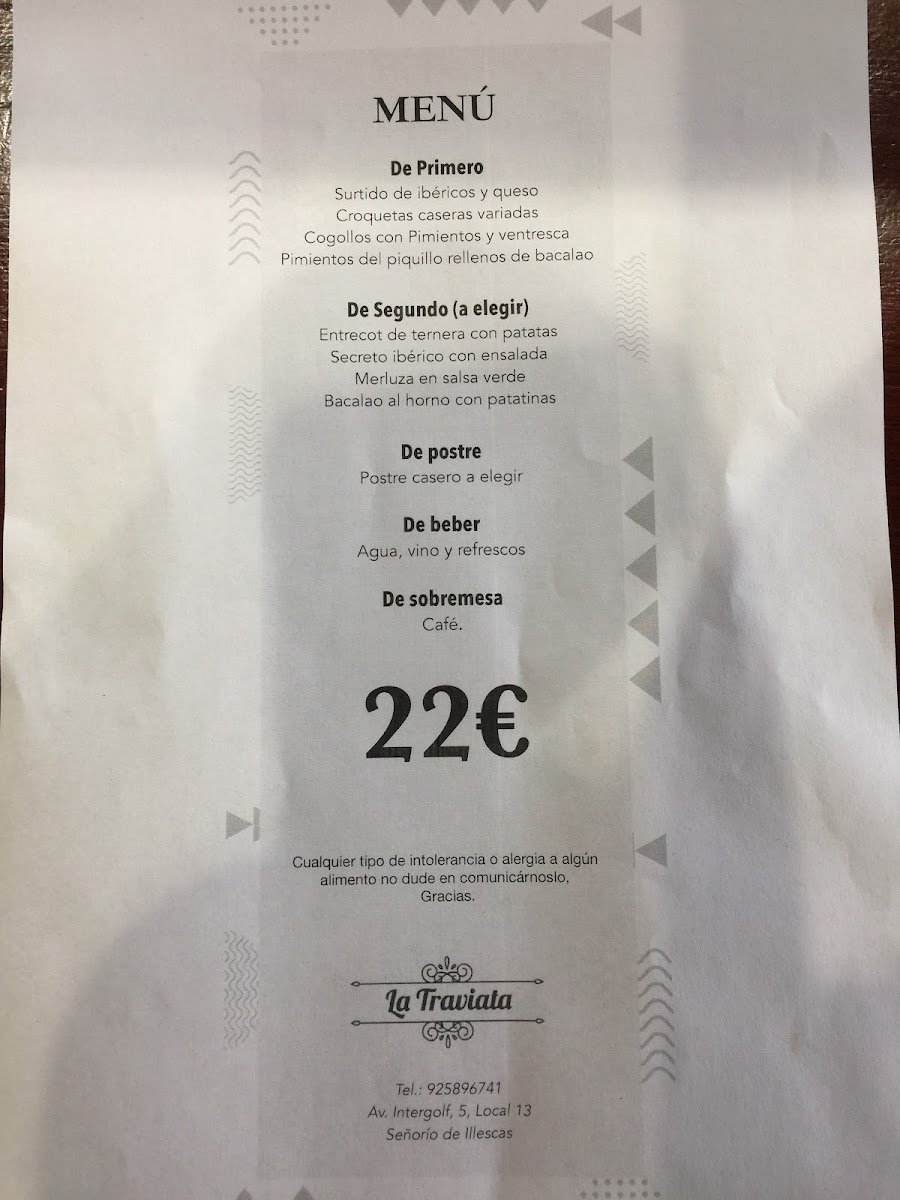 MENÚ
De Primero
Surtido de ibéricos y queso
Croquetas caseras variadas
Cogollos con Pimientos y ventresca
Pimientos del piquillo rellenos de bacalao
De Segundo (a elegir)
Entrecot de ternera con patatas
Secreto ibérico con ensalada
Merluza en salsa verde
Bacalao al horno con patatinas
De postre
Postre casero a elegir
De beber
Agua, vino y refrescos
De sobremesa
Café.
22€
Cualquier tipo de intolerancia o alergia a algún
alimento no dude en comunicárnoslo,
Gracias.
La Traviata
Tel.: 925896741
Av. Intergolf, 5, Local 13
Señorío de Illescas